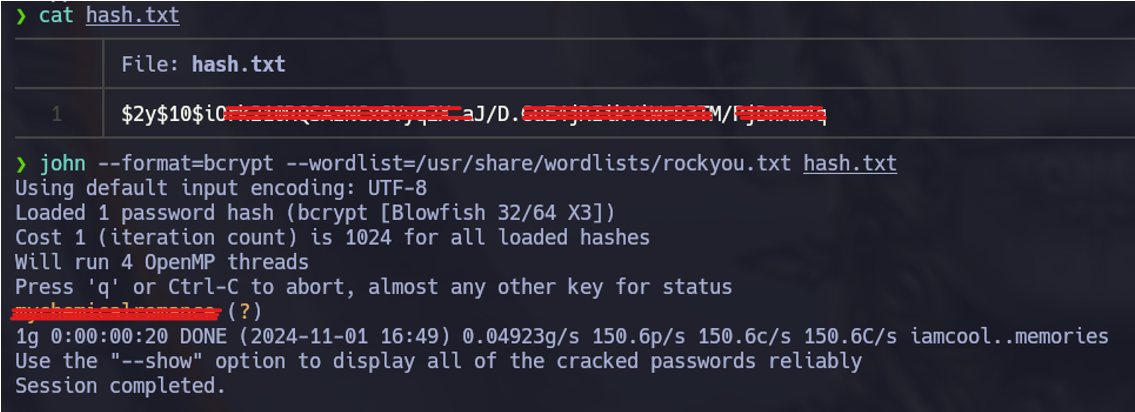 ❯ cat hash.txt
File: hash.txt
1 $2y$10$iO aJ/D. M/
❯ john --format=bcrypt --wordlist=/usr/share/wordlists/rockyou.txt hash.txt
Using default input encoding: UTF-8
Loaded 1 password hash (bcrypt [Blowfish 32/64 X3])
Cost 1 (iteration count) is 1024 for all loaded hashes
Will run 4 OpenMP threads
Press 'q' or Ctrl-C to abort, almost any other key for status
(?)
1g 0:00:00:20 DONE (2024-11-01 16:49) 0.04923g/s 150.6p/s 150.6c/s 150.6C/s iamcool..memories
Use the "--show" option to display all of the cracked passwords reliably
Session completed.